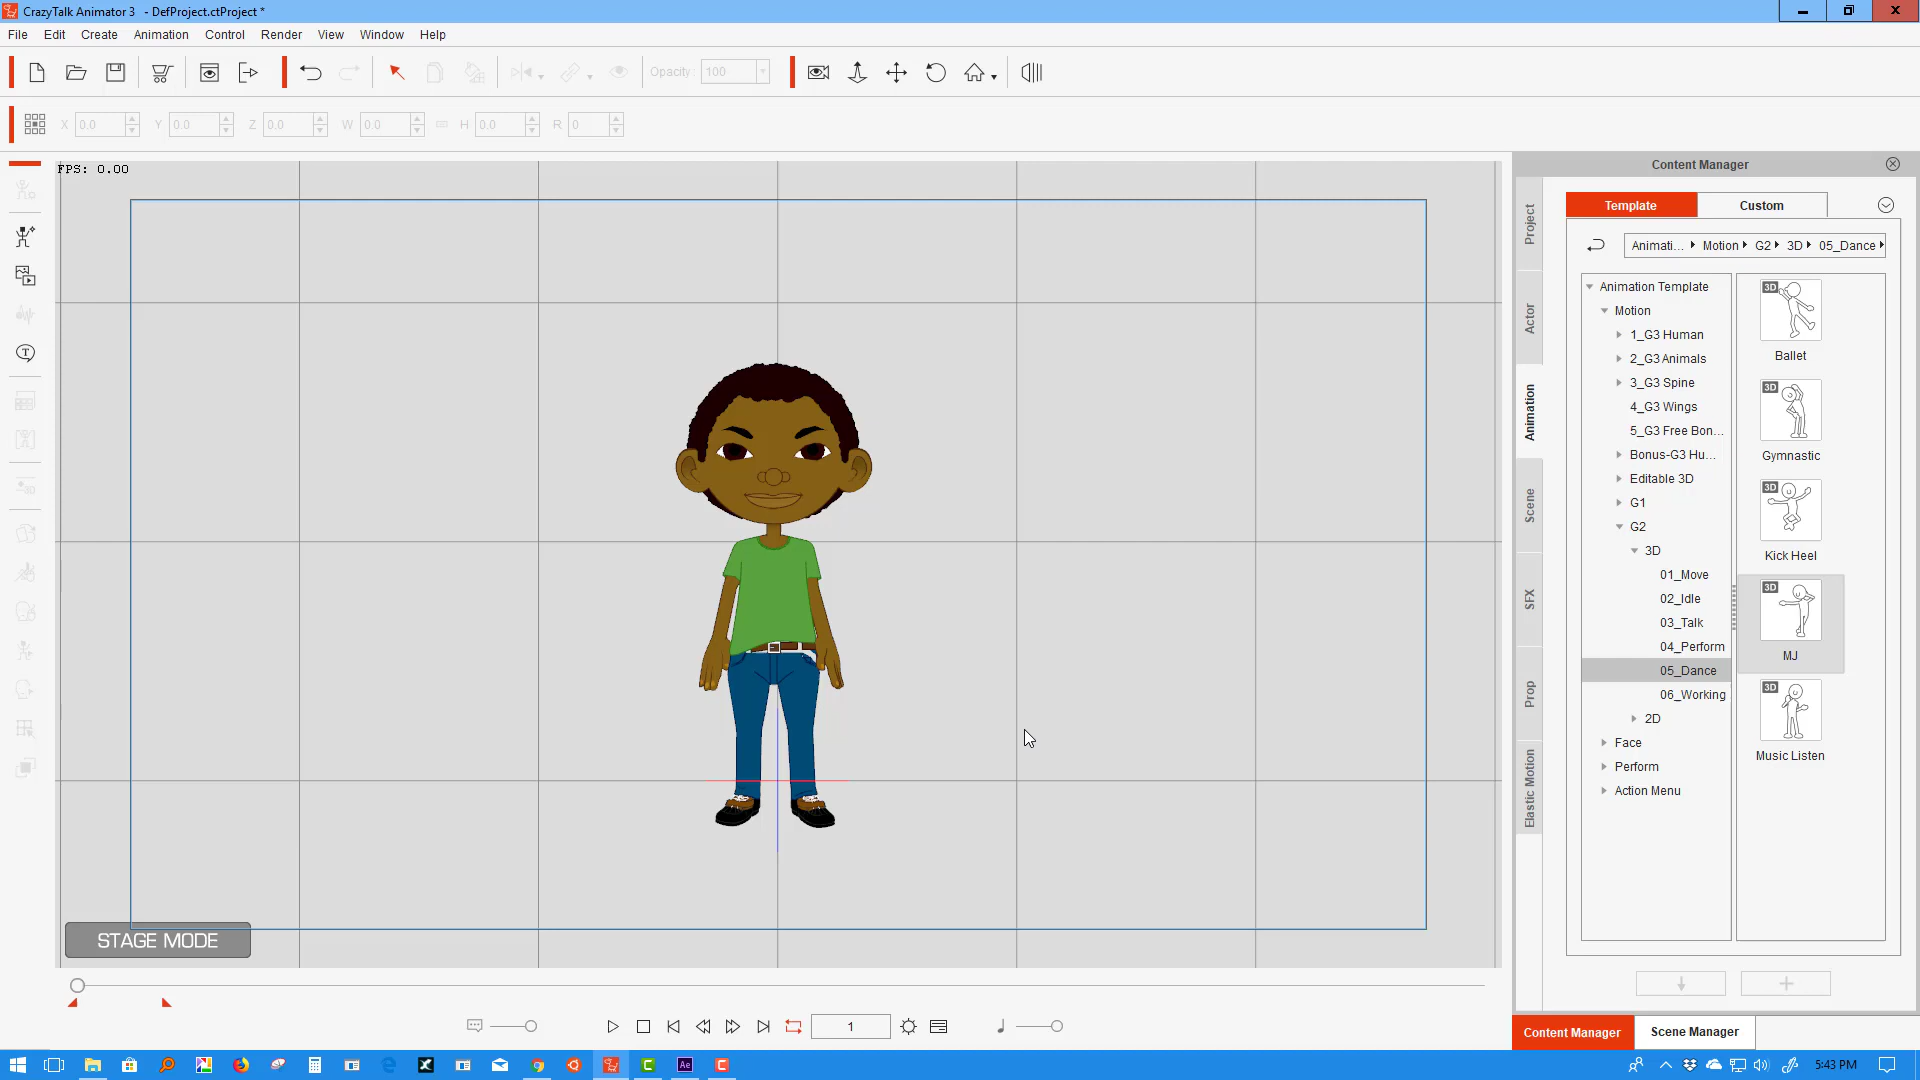 CrazyTalk Animator 3 - DefProject.ctProject *
File Edit Create Animation Control Render View Window Help
Opacity : 100
X 0.0 Y 0.0 Z 0.0 W 0.0 H 0.0 R 0
FPS: 0.00
Content Manager
Template Custom
Animati... Motion G2 3D 05_Dance
Project
Actor
Animation
Scene
SFX
Prop
Elastic Motion
Animation Template
Motion
1_G3 Human
2_G3 Animals
3_G3 Spine
4_G3 Wings
5_G3 Free Bon...
Bonus-G3 Hu...
Editable 3D
G1
G2
3D
01_Move
02_Idle
03_Talk
04_Perform
05_Dance
06_Working
2D
Face
Perform
Action Menu
3D
Ballet
3D
Gymnastic
3D
Kick Heel
3D
MJ
3D
Music Listen
STAGE MODE
1
Content Manager Scene Manager
5:43 PM